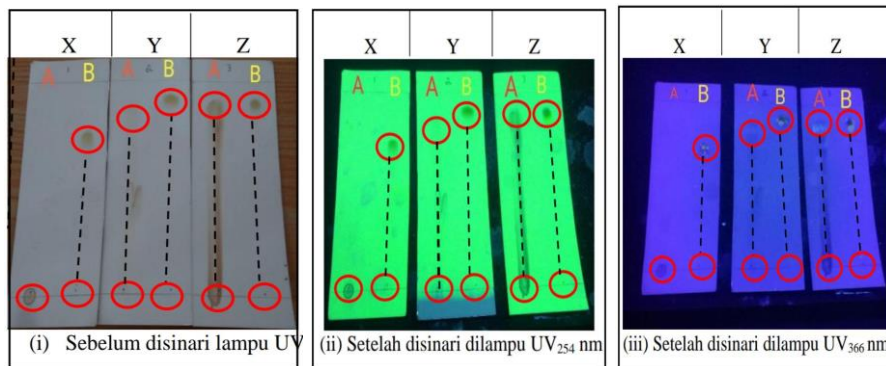 X Y Z
A B A B A B
(i) Sebelum disinari lampu UV
X Y Z
A B A B A B
(ii) Setelah disinari dilampu UV254 nm
X Y Z
A B A B A B
(iii) Setelah disinari dilampu UV366 nm